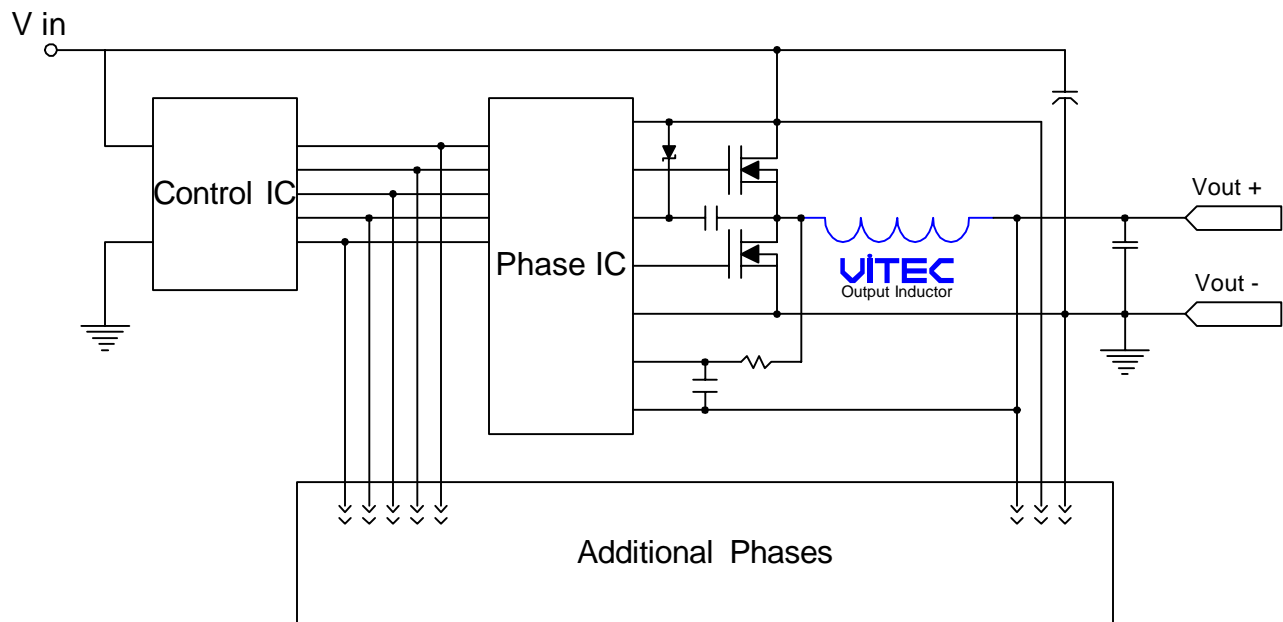 V in
Control IC
Phase IC
Vout +
ViTEC
Output Inductor
Vout -
Additional Phases